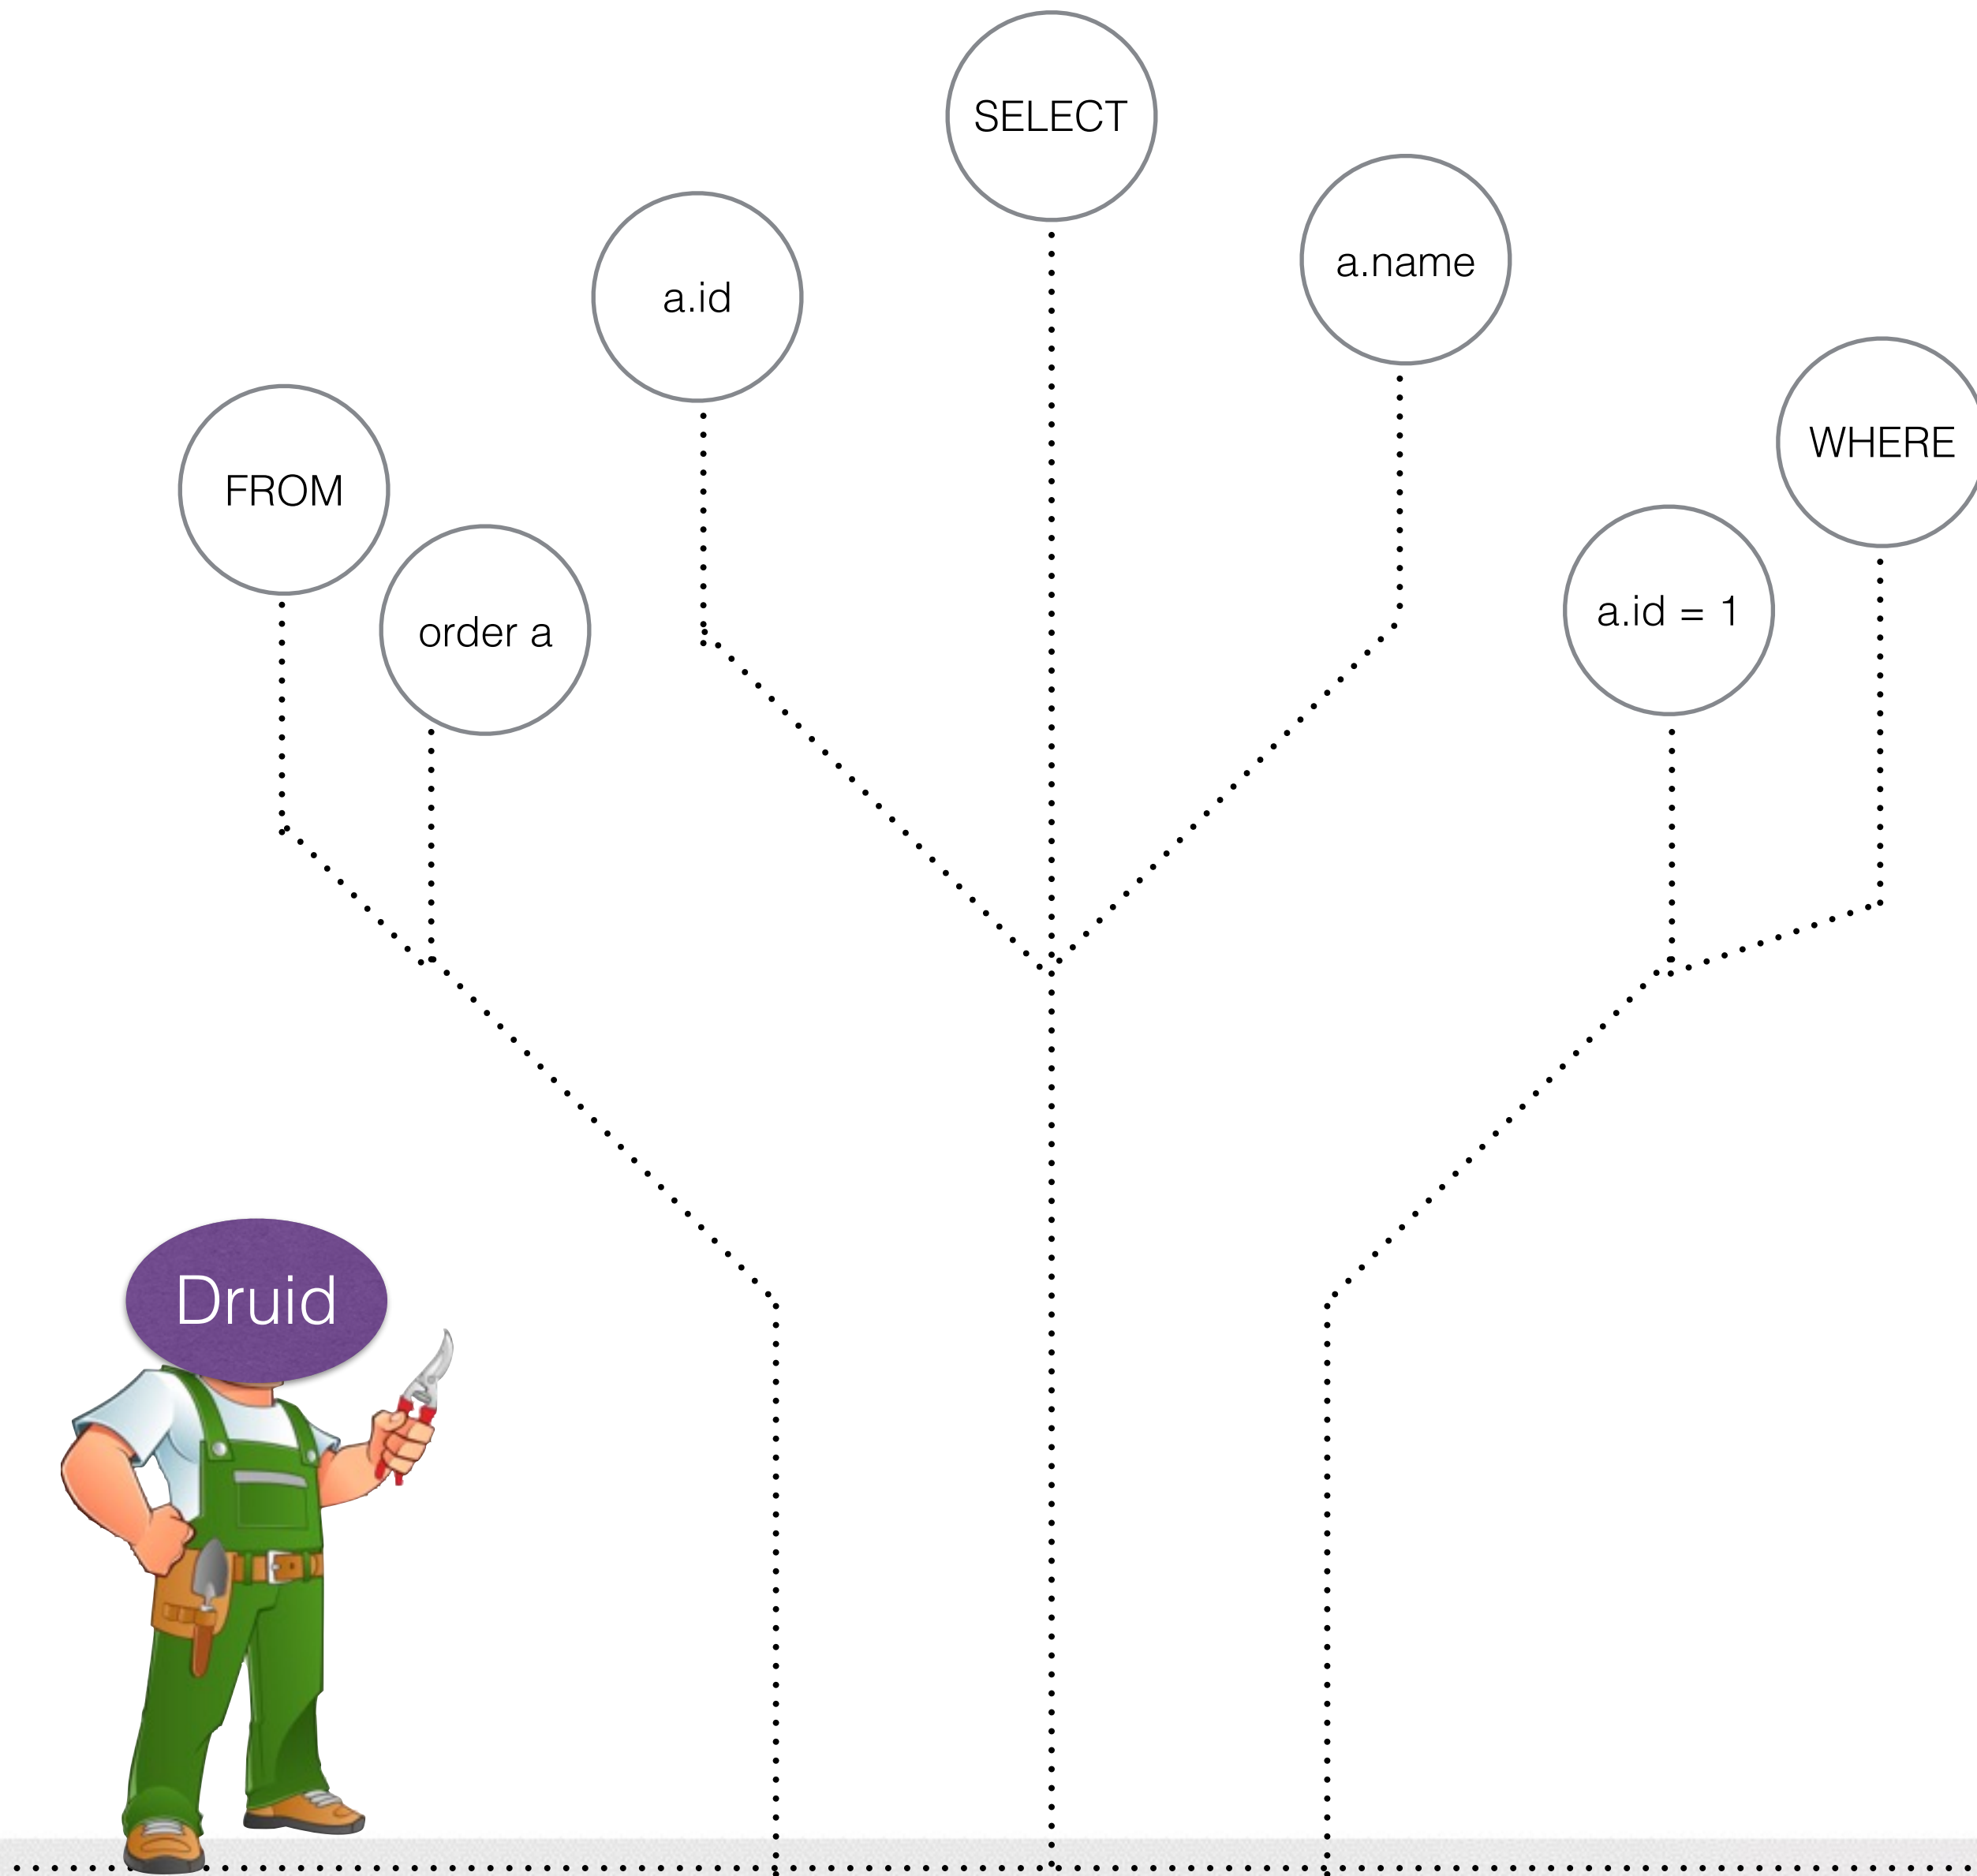 SELECT
a.name
a.id
WHERE
FROM
a.id = 1
order a
Druid